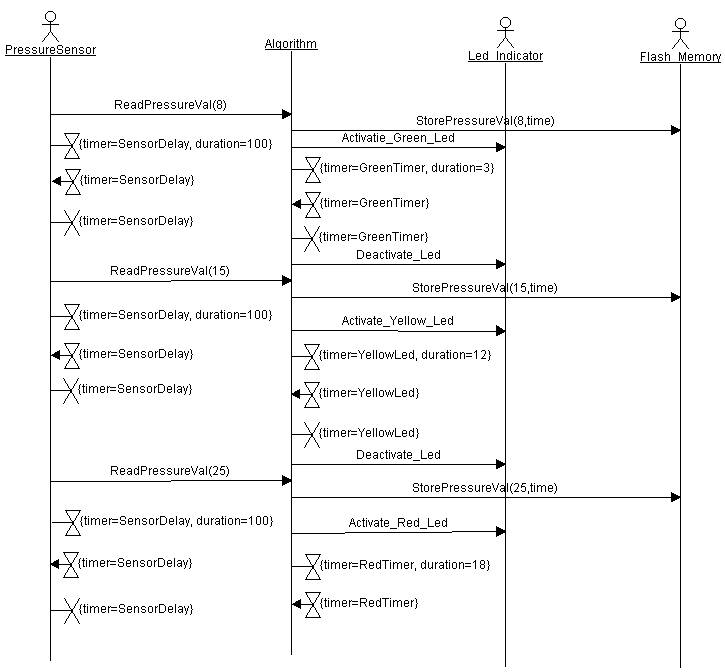 PressureSensor
Algorithm
Led_Indicator
Flash_Memory
ReadPressureVal(8)
StorePressureVal(8,time)
Activatie_Green_Led
{timer=SensorDelay, duration=100}
{timer=GreenTimer, duration=3}
{timer=SensorDelay}
{timer=GreenTimer}
{timer=SensorDelay}
{timer=GreenTimer}
Deactivate_Led
ReadPressureVal(15)
StorePressureVal(15,time)
{timer=SensorDelay, duration=100}
Activate_Yellow_Led
{timer=SensorDelay}
{timer=YellowLed, duration=12}
{timer=SensorDelay}
{timer=YellowLed}
{timer=YellowLed}
Deactivate_Led
ReadPressureVal(25)
StorePressureVal(25,time)
{timer=SensorDelay, duration=100}
Activate_Red_Led
{timer=SensorDelay}
{timer=RedTimer, duration=18}
{timer=SensorDelay}
{timer=RedTimer}